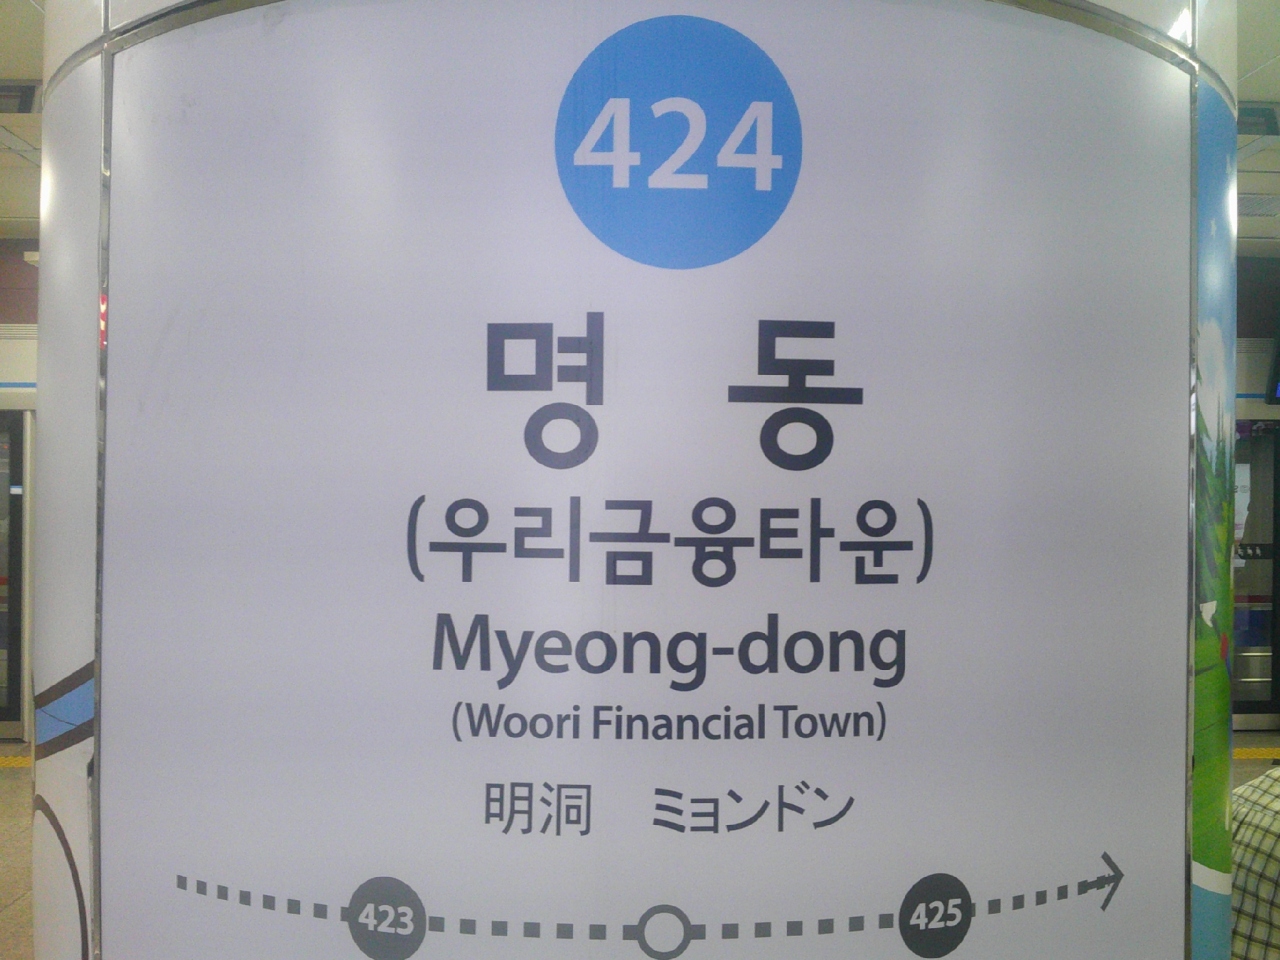 424
명 동
(우리금융타운)
Myeong-dong
(Woori Financial Town)
明洞 ミョンドン
423 425